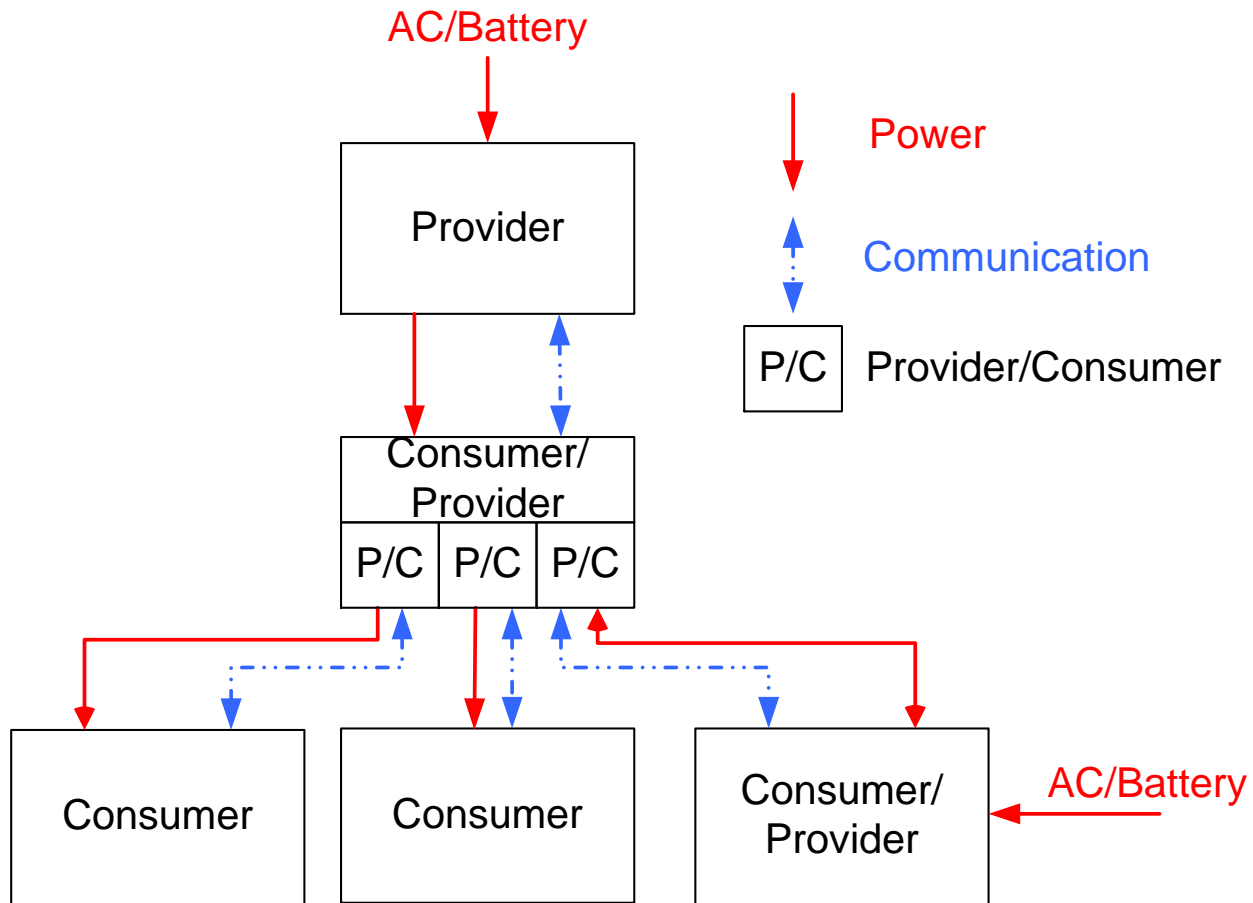 AC/Battery
Power
Provider
Communication
P/C Provider/Consumer
Consumer/
Provider
P/C P/C P/C
Consumer
Consumer
Consumer/
Provider
AC/Battery